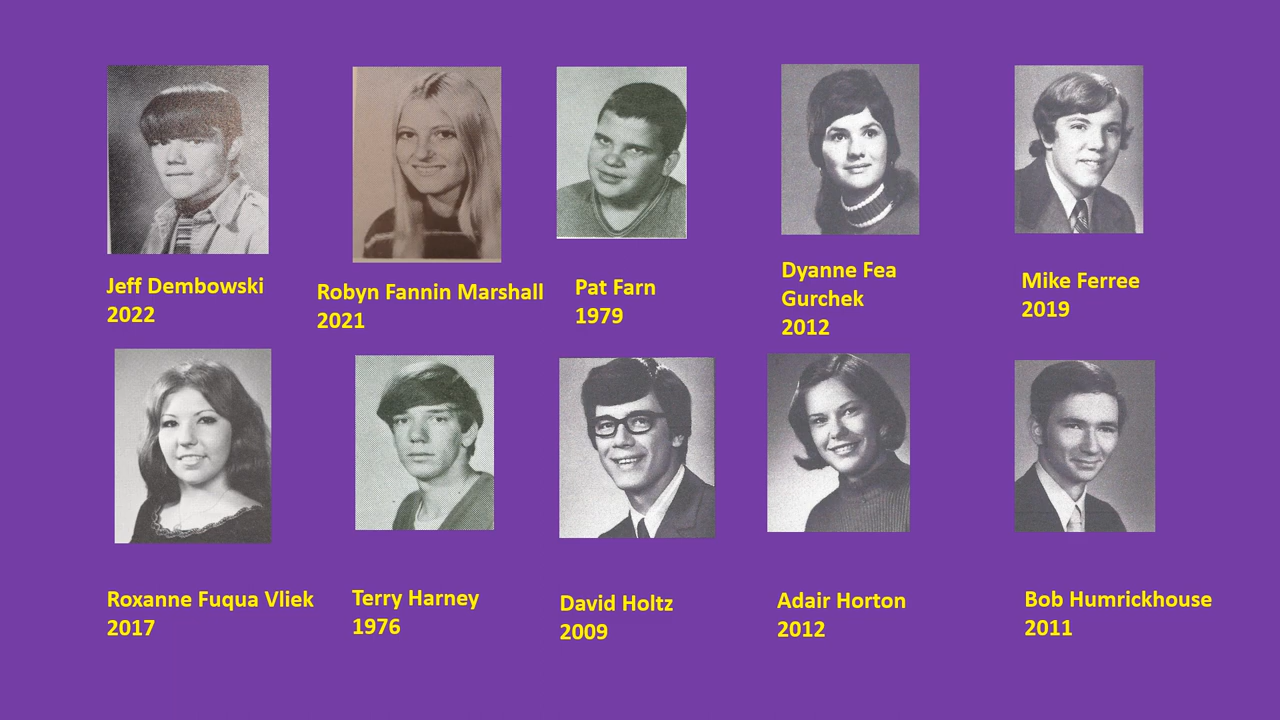 Jeff Dembowski
2022
Robyn Fannin Marshall
2021
Pat Farn
1979
Dyanne Fea
Gurchek
2012
Mike Ferree
2019
Roxanne Fuqua Vliek
2017
Terry Harney
1976
David Holtz
2009
Adair Horton
2012
Bob Humrickhouse
2011